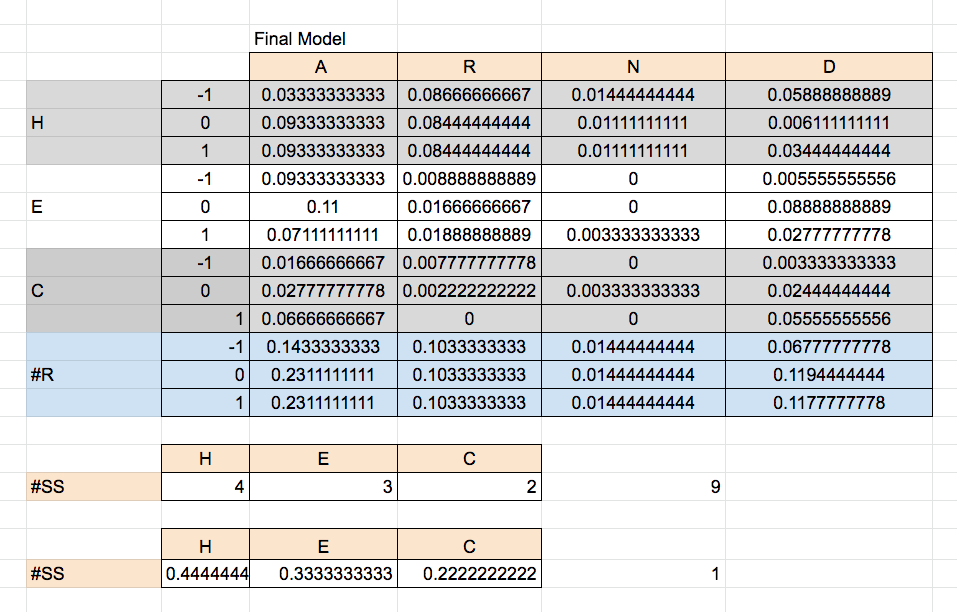 Final Model
A R N D
-1 0.03333333333 0.08666666667 0.01444444444 0.05888888889
H 0 0.09333333333 0.08444444444 0.01111111111 0.006111111111
1 0.09333333333 0.08444444444 0.01111111111 0.03444444444
-1 0.09333333333 0.008888888889 0 0.005555555556
E 0 0.11 0.01666666667 0 0.08888888889
1 0.07111111111 0.01888888889 0.003333333333 0.02777777778
-1 0.01666666667 0.007777777778 0 0.003333333333
C 0 0.02777777778 0.002222222222 0.003333333333 0.02444444444
1 0.06666666667 0 0 0.05555555556
-1 0.1433333333 0.1033333333 0.01444444444 0.06777777778
#R 0 0.2311111111 0.1033333333 0.01444444444 0.1194444444
1 0.2311111111 0.1033333333 0.01444444444 0.1177777778
H E C
#SS 4 3 2 9
H E C
#SS 0.4444444 0.3333333333 0.2222222222 1